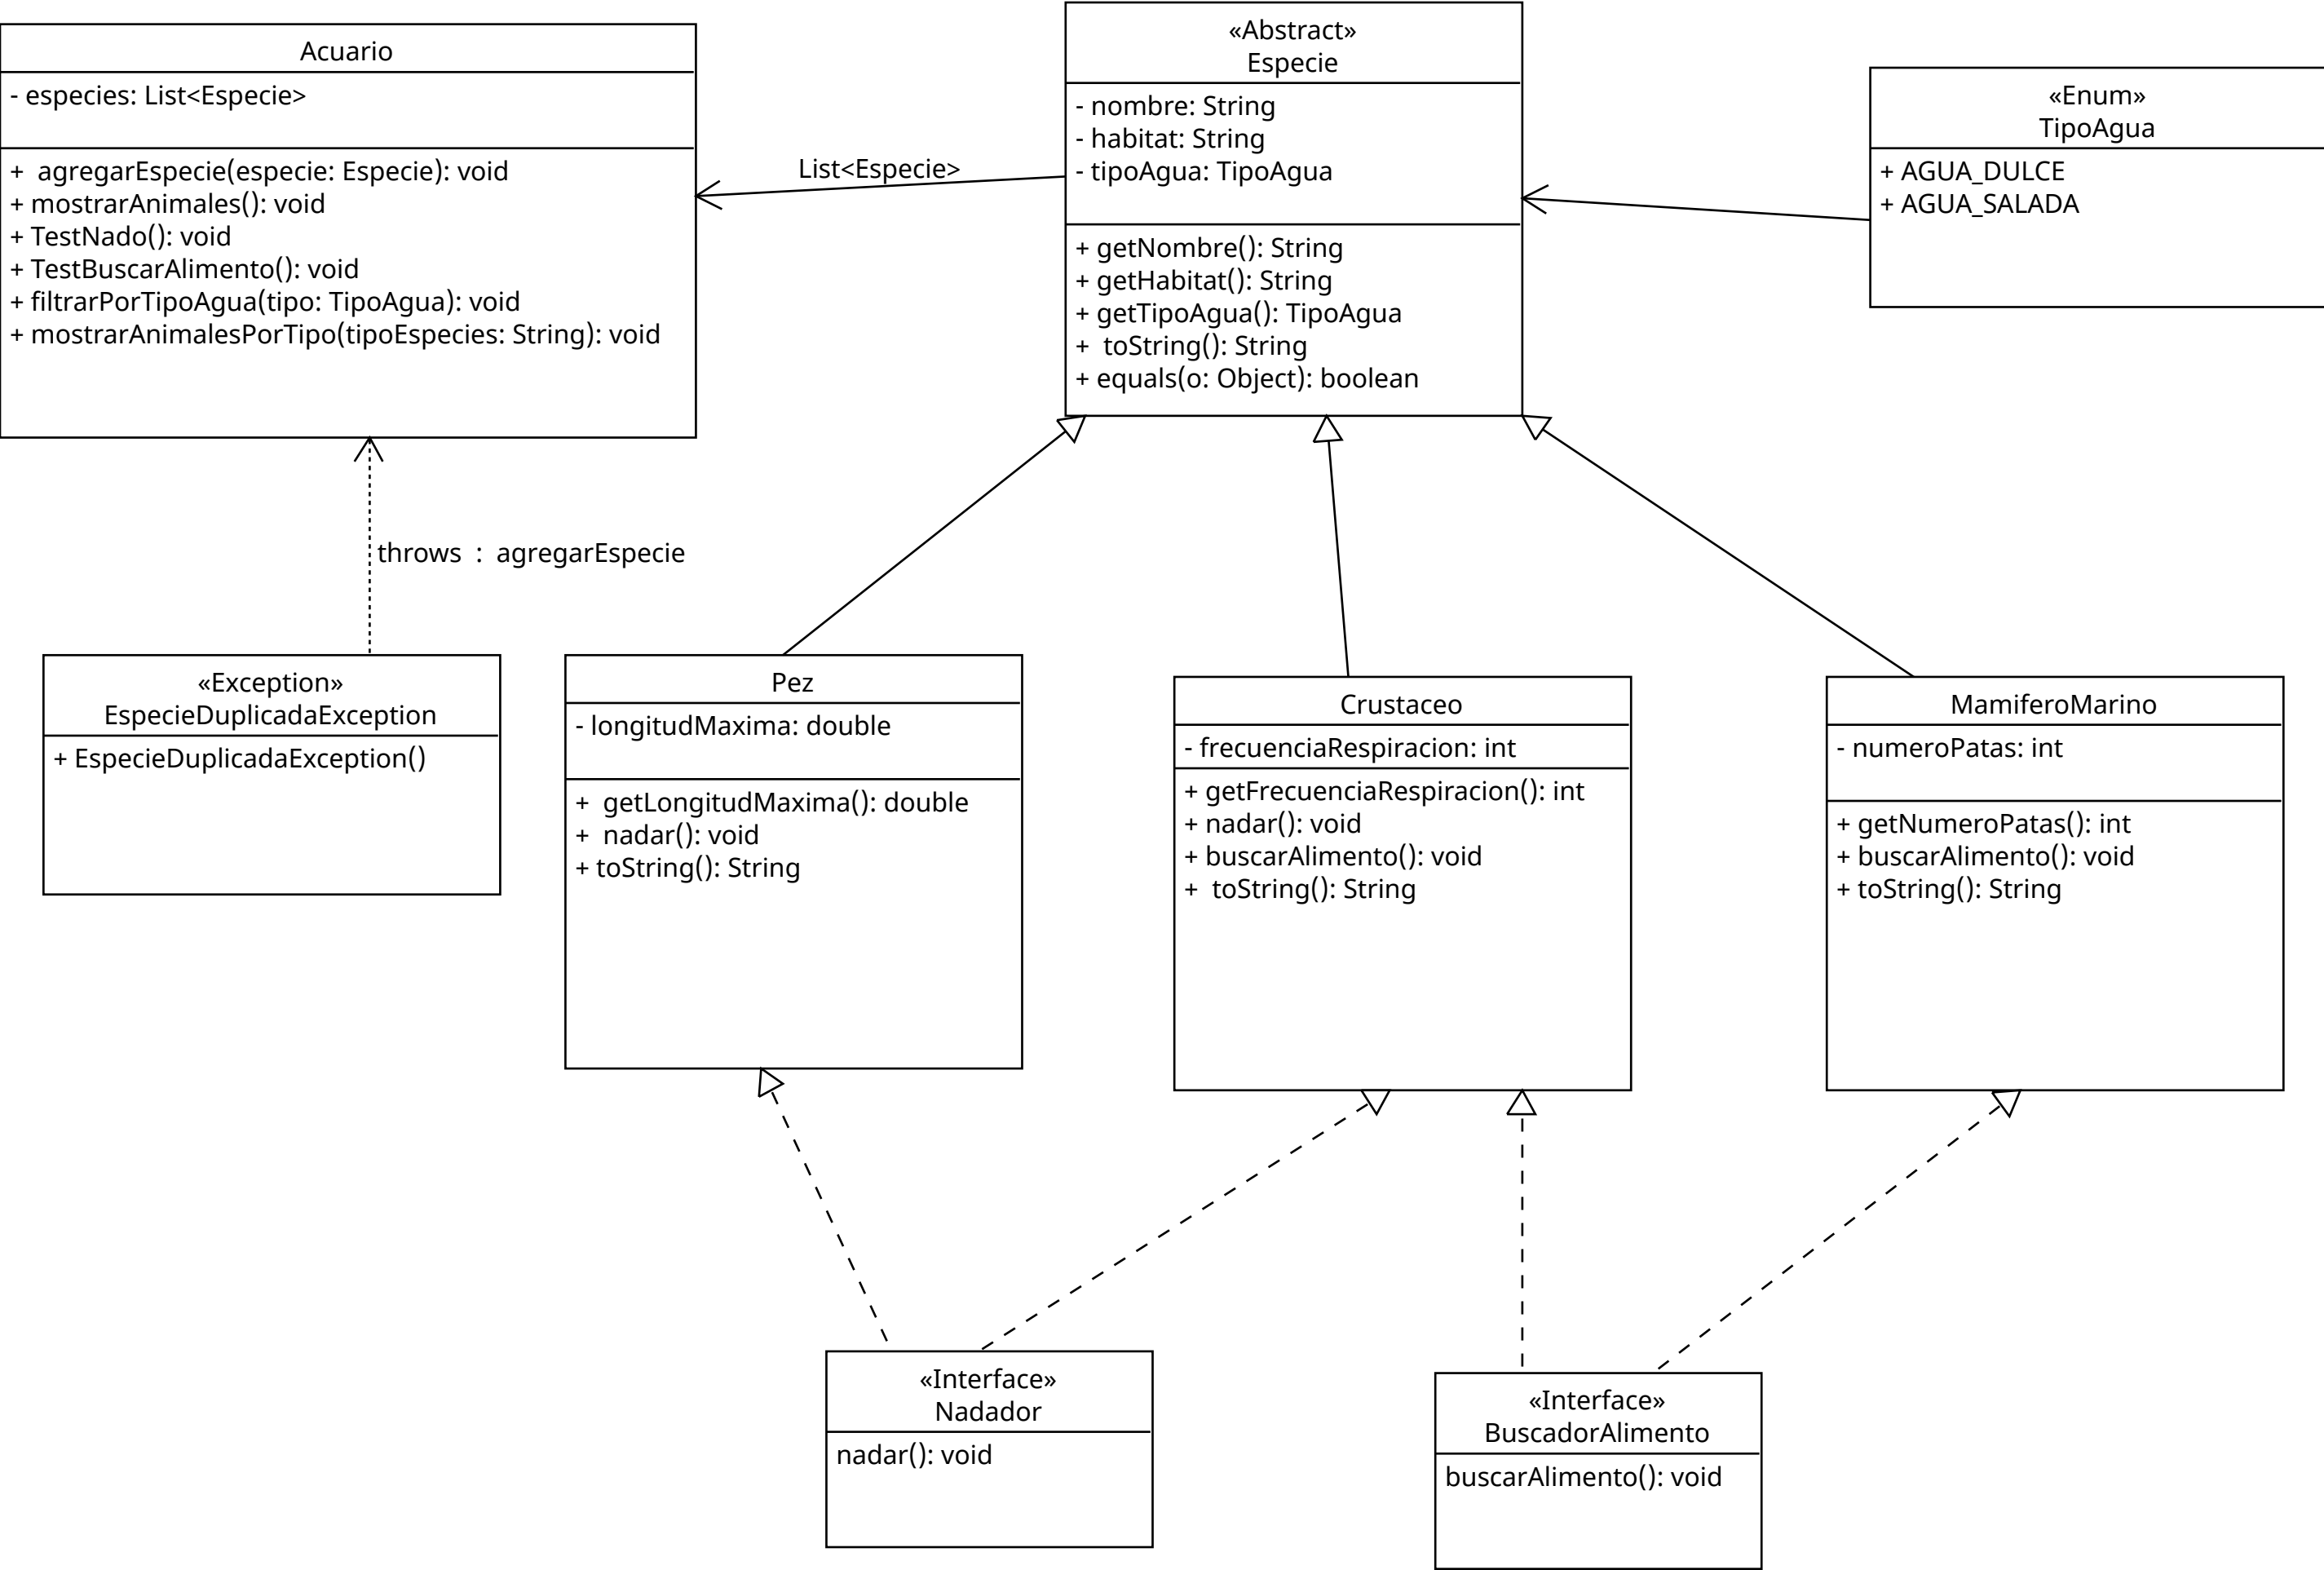 Acuario
- especies: List<Especie>
+  agregarEspecie(especie: Especie): void
+ mostrarAnimales(): void
+ TestNado(): void
+ TestBuscarAlimento(): void
+ filtrarPorTipoAgua(tipo: TipoAgua): void
+ mostrarAnimalesPorTipo(tipoEspecies: String): void
List<Especie>
«Abstract»
Especie
- nombre: String
- habitat: String
- tipoAgua: TipoAgua
+ getNombre(): String
+ getHabitat(): String
+ getTipoAgua(): TipoAgua
+  toString(): String
+ equals(o: Object): boolean
«Enum»
TipoAgua
+ AGUA_DULCE
+ AGUA_SALADA
throws  :  agregarEspecie
«Exception»
EspecieDuplicadaException
+ EspecieDuplicadaException()
Pez
- longitudMaxima: double
+  getLongitudMaxima(): double
+  nadar(): void
+ toString(): String
Crustaceo
- frecuenciaRespiracion: int
+ getFrecuenciaRespiracion(): int
+ nadar(): void
+ buscarAlimento(): void
+  toString(): String
MamiferoMarino
- numeroPatas: int
+ getNumeroPatas(): int
+ buscarAlimento(): void
+ toString(): String
«Interface»
Nadador
nadar(): void
«Interface»
BuscadorAlimento
buscarAlimento(): void